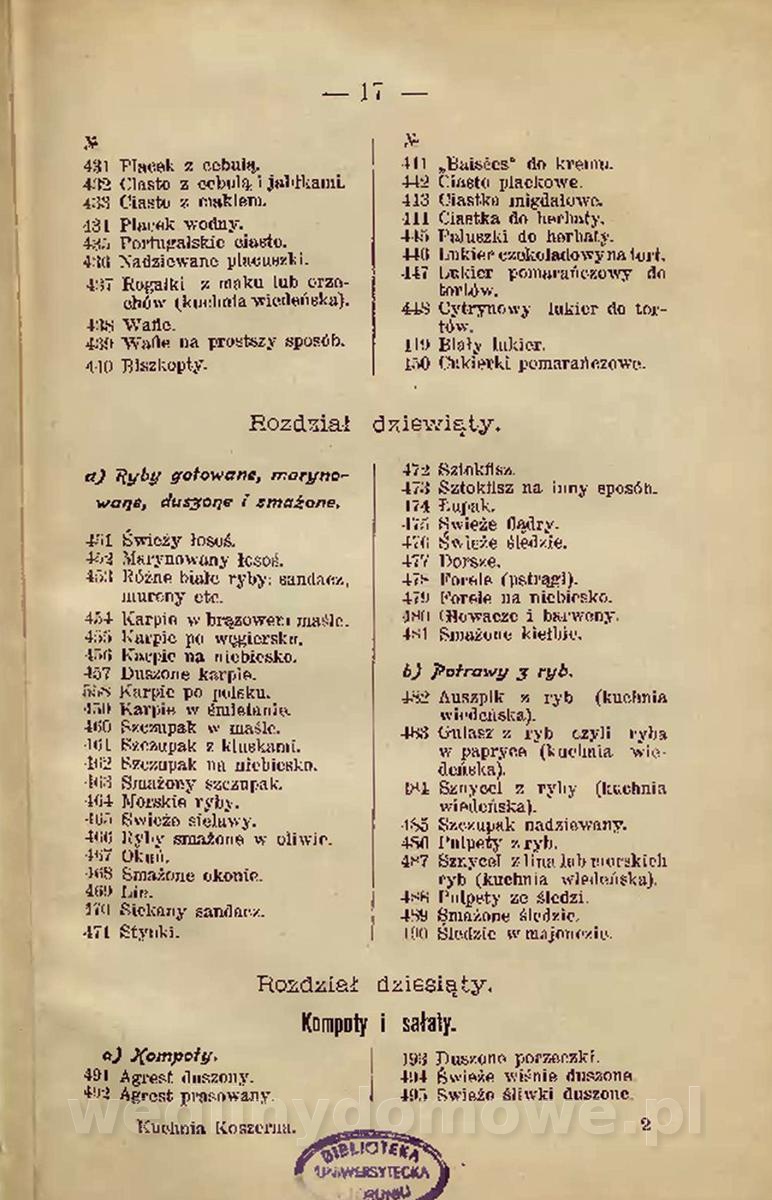 — 17 —
№
431 Placek z cebulą.
432 Ciasto z cebulą i jabłkami.
433 Ciasto z makiem.
434 Placek wodny.
435 Portugalskie ciasto.
436 Nadziewane placuszki.
437 Rogalki z maku lub orze-
chów (kuchnia wiedeńska).
438 Wafle.
439 Wafle na prostszy sposób.
440 Biszkopty.
№
441 „Baisées“ do kremu.
442 Ciasto plackowe.
443 Ciastka migdałowe.
444 Ciastka do herbaty.
445 Paluszki do herbaty.
446 Lukier czekoladowy na tort.
447 Lukier pomarańczowy do
tortów.
448 Cytrynowy lukier do tor-
tów.
449 Biały lukier.
450 Cukierki pomarańczowe.
Rozdział dziewiąty.
a) Ryby gotowane, maryno-
wane, duszone i smażone.
451 Świeży łosoś.
452 Marynowany łosoś.
453 Różne białe ryby: sandacz,
mureny etc.
454 Karpie w brązowem maśle.
455 Karpie po węgiersku.
456 Karpie na niebiesko.
457 Duszone karpie.
558 Karpie po polsku.
459 Karpie w śmietanie.
460 Szczupak w maśle.
461 Szczupak z kluskami.
462 Szczupak na niebiesko.
463 Smażony szczupak.
464 Morskie ryby.
465 Świeże sielawy.
466 Ryby smażone w oliwie.
467 Okuń.
468 Smażone okonie.
469 Lin.
470 Siekany sandacz.
471 Stynki.
472 Sztokfisz.
473 Sztokfisz na inny sposób.
474 Łupak.
475 Świeże flądry.
476 Świeże śledzie.
477 Dorsze.
478 Forele (pstrągi).
479 Forele na niebiesko.
480 Głowacze i barweny.
481 Smażone kiełbie.
b) Potrawy z ryb.
482 Auszpik z ryb (kuchnia
wiedeńska).
483 Gulasz z ryb czyli ryba
w papryce (kuchnia wie-
deńska).
484 Sznycel z ryby (kuchnia
wiedeńska).
485 Szczupak nadziewany.
486 Pulpety z ryb.
487 Sznycel z lina lub morskich
ryb (kuchnia wiedeńska).
488 Pulpety ze śledzi.
489 Smażone śledzie.
490 Śledzie w majonezie.
Rozdział dziesiąty.
Kompoty i sałaty.
a) Kompoty.
491 Agrest duszony.
492 Agrest prasowany.
493 Duszone porzeczki.
494 Świeże wiśnie duszone
495 Świeże śliwki duszone
Kuchnia Koszerna.
2
BIBLIOTEKA
UNIWERSYTECKA
TORUNIU